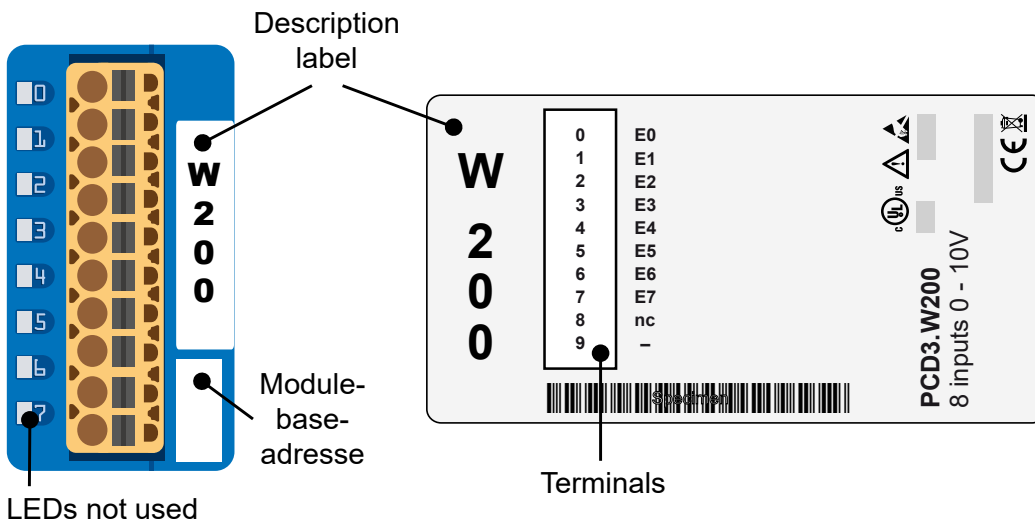 Description
label
0
1
2
3
4
5
6
7
W
2
0
0
Module-
base-
adresse
LEDs not used
W
2
0
0
0 E0
1 E1
2 E2
3 E3
4 E4
5 E5
6 E6
7 E7
8 nc
9 –
Specimen
Terminals
c UL us
CE
PCD3.W200
8 inputs 0 - 10V